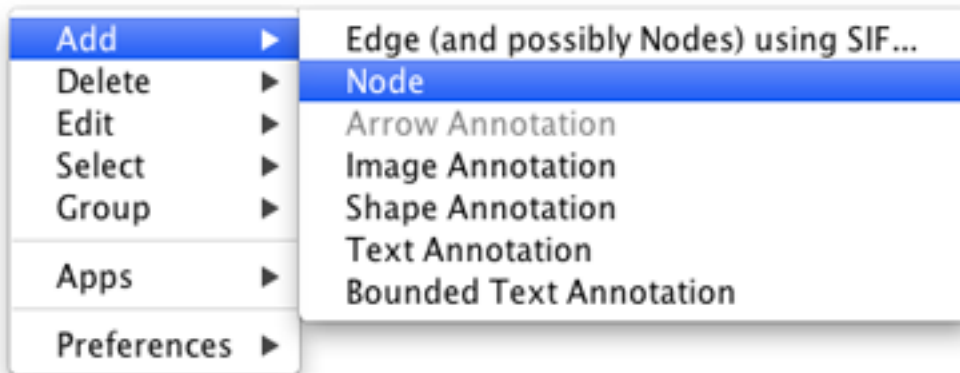 Add
Delete
Edit
Select
Group
Apps
Preferences
Edge (and possibly Nodes) using SIF...
Node
Arrow Annotation
Image Annotation
Shape Annotation
Text Annotation
Bounded Text Annotation